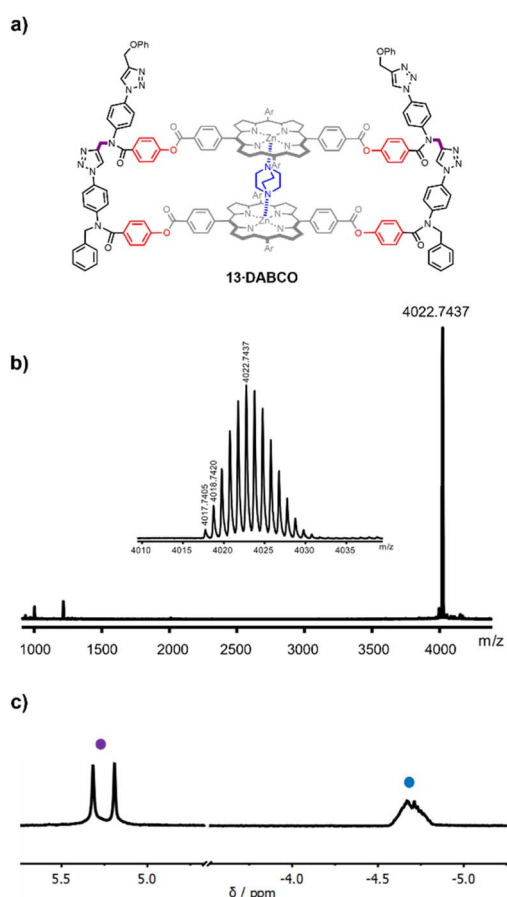 a)
OPh
OPh
N
N
N
N
N
N
Ar
O
Zn
O
N
N
N
N
N
O
O
N
O
O
N
N
N
N
N
N
Ar
Ar
N
N
Zn
N
N
N
N
O
O
O
O
O
O
Ar
13·DABCO
b)
4022.7437
4022.7437
4018.7420
4017.7405
4010 4015 4020 4025 4030 4035 m/z
1000 1500 2000 2500 3000 3500 4000 m/z
c)
5.5 5.0 -4.0 -4.5 -5.0
δ / ppm